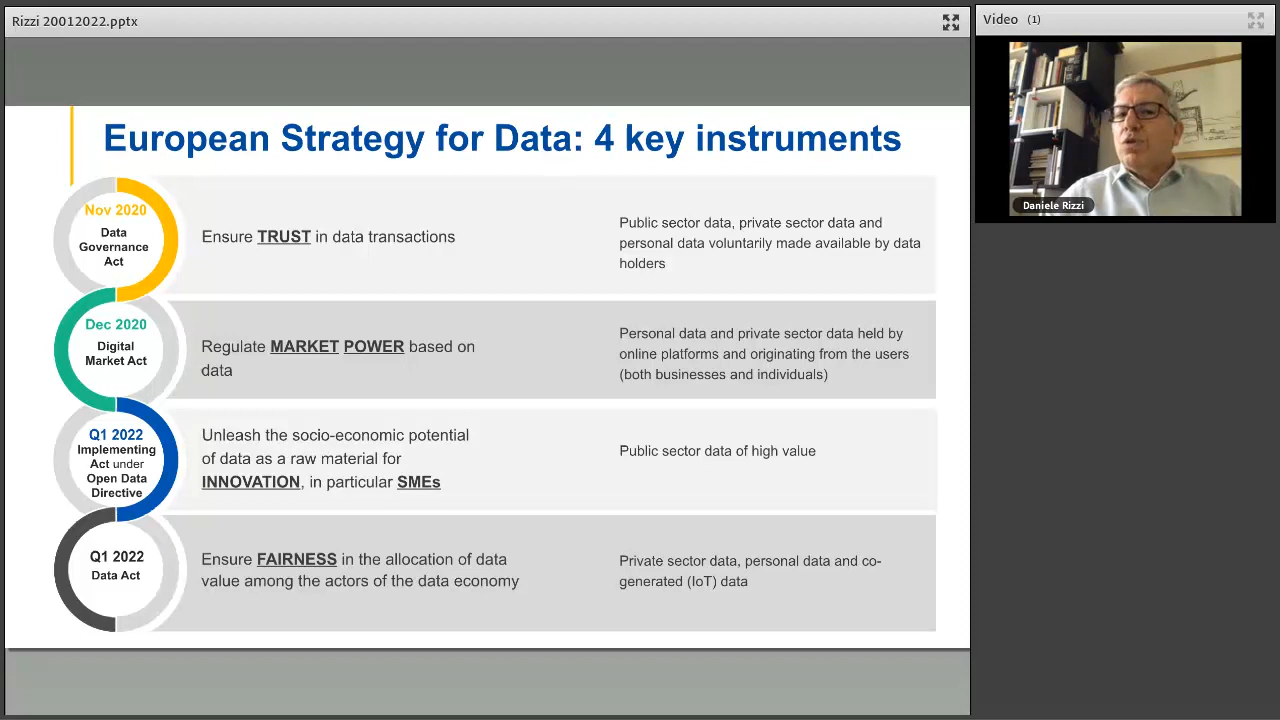 Rizzi 20012022.pptx
Video (1)
Daniele Rizzi
European Strategy for Data: 4 key instruments
Nov 2020
Data
Governance
Act
Ensure TRUST in data transactions
Public sector data, private sector data and
personal data voluntarily made available by data
holders
Dec 2020
Digital
Market Act
Regulate MARKET POWER based on
data
Personal data and private sector data held by
online platforms and originating from the users
(both businesses and individuals)
Q1 2022
Implementing
Act under
Open Data
Directive
Unleash the socio-economic potential
of data as a raw material for
INNOVATION, in particular SMEs
Public sector data of high value
Q1 2022
Data Act
Ensure FAIRNESS in the allocation of data
value among the actors of the data economy
Private sector data, personal data and co-
generated (IoT) data